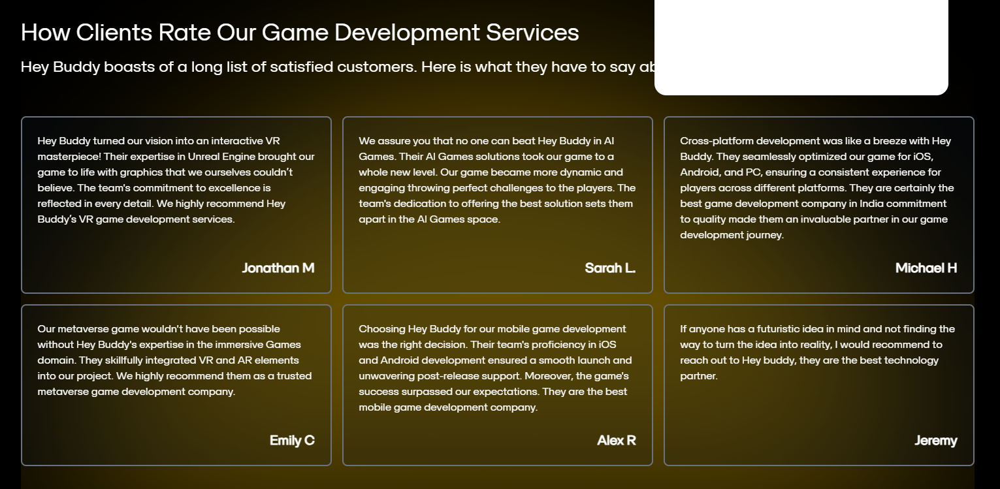 How Clients Rate Our Game Development Services
Hey Buddy boasts of a long list of satisfied customers. Here is what they have to say
Hey Buddy turned our vision into an interactive VR
masterpiece! Their expertise in Unreal Engine brought our
game to life with graphics that we ourselves couldn’t
believe. The team's commitment to excellence is
reflected in every detail. We highly recommend Hey
Buddy’s VR game development services.
Jonathan M
We assure you that no one can beat Hey Buddy in AI
Games. Their AI Games solutions took our game to a
whole new level. Our game became more dynamic and
engaging throwing perfect challenges to the players. The
team's dedication to offering the best solution sets them
apart in the AI Games space.
Sarah L.
Cross-platform development was like a breeze with Hey
Buddy. They seamlessly optimized our game for iOS,
Android, and PC, ensuring a consistent experience for
players across different platforms. They are certainly the
best game development company in India commitment
to quality made them an invaluable partner in our game
development journey.
Michael H
Our metaverse game wouldn't have been possible
without Hey Buddy's expertise in the immersive Games
domain. They skillfully integrated VR and AR elements
into our project. We highly recommend them as a trusted
metaverse game development company.
Emily C
Choosing Hey Buddy for our mobile game development
was the right decision. Their team's proficiency in iOS
and Android development ensured a smooth launch and
unwavering post-release support. Moreover, the game's
success surpassed our expectations. They are the best
mobile game development company.
Alex R
If anyone has a futuristic idea in mind and not finding the
way to turn the idea into reality, I would recommend to
reach out to Hey buddy, they are the best technology
partner.
Jeremy